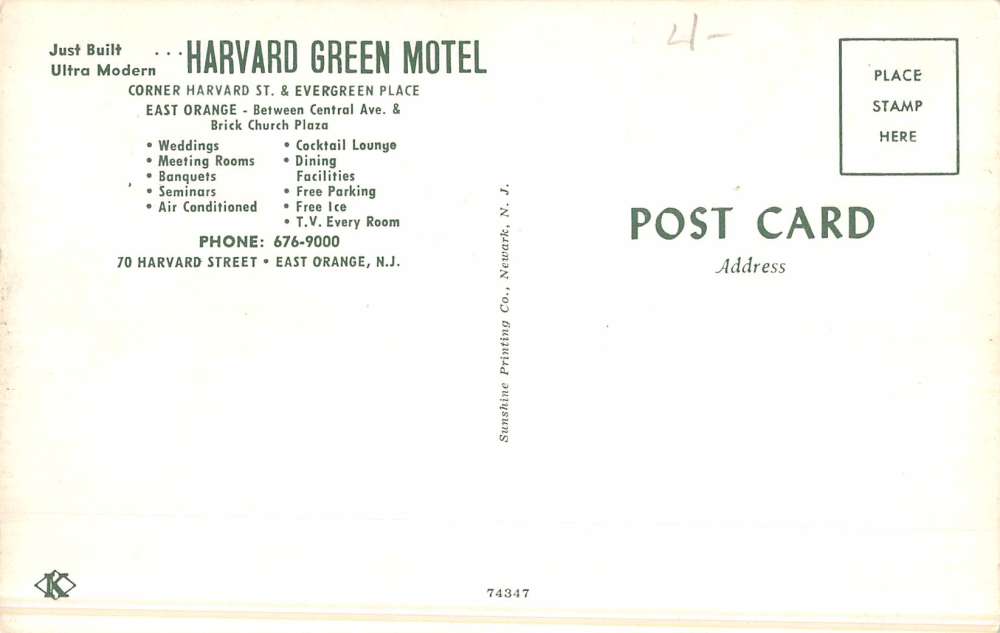 Just Built ...HARVARD GREEN MOTEL
Ultra Modern
CORNER HARVARD ST. & EVERGREEN PLACE
EAST ORANGE - Between Central Ave. &
Brick Church Plaza
• Weddings
• Meeting Rooms
• Banquets
• Seminars
• Air Conditioned
• Cocktail Lounge
• Dining
Facilities
• Free Parking
• Free Ice
• T.V. Every Room
PHONE: 676-9000
70 HARVARD STREET • EAST ORANGE, N.J.
K
Sunshine Printing Co., Newark, N. J.
74347
4-
PLACE
STAMP
HERE
POST CARD
Address